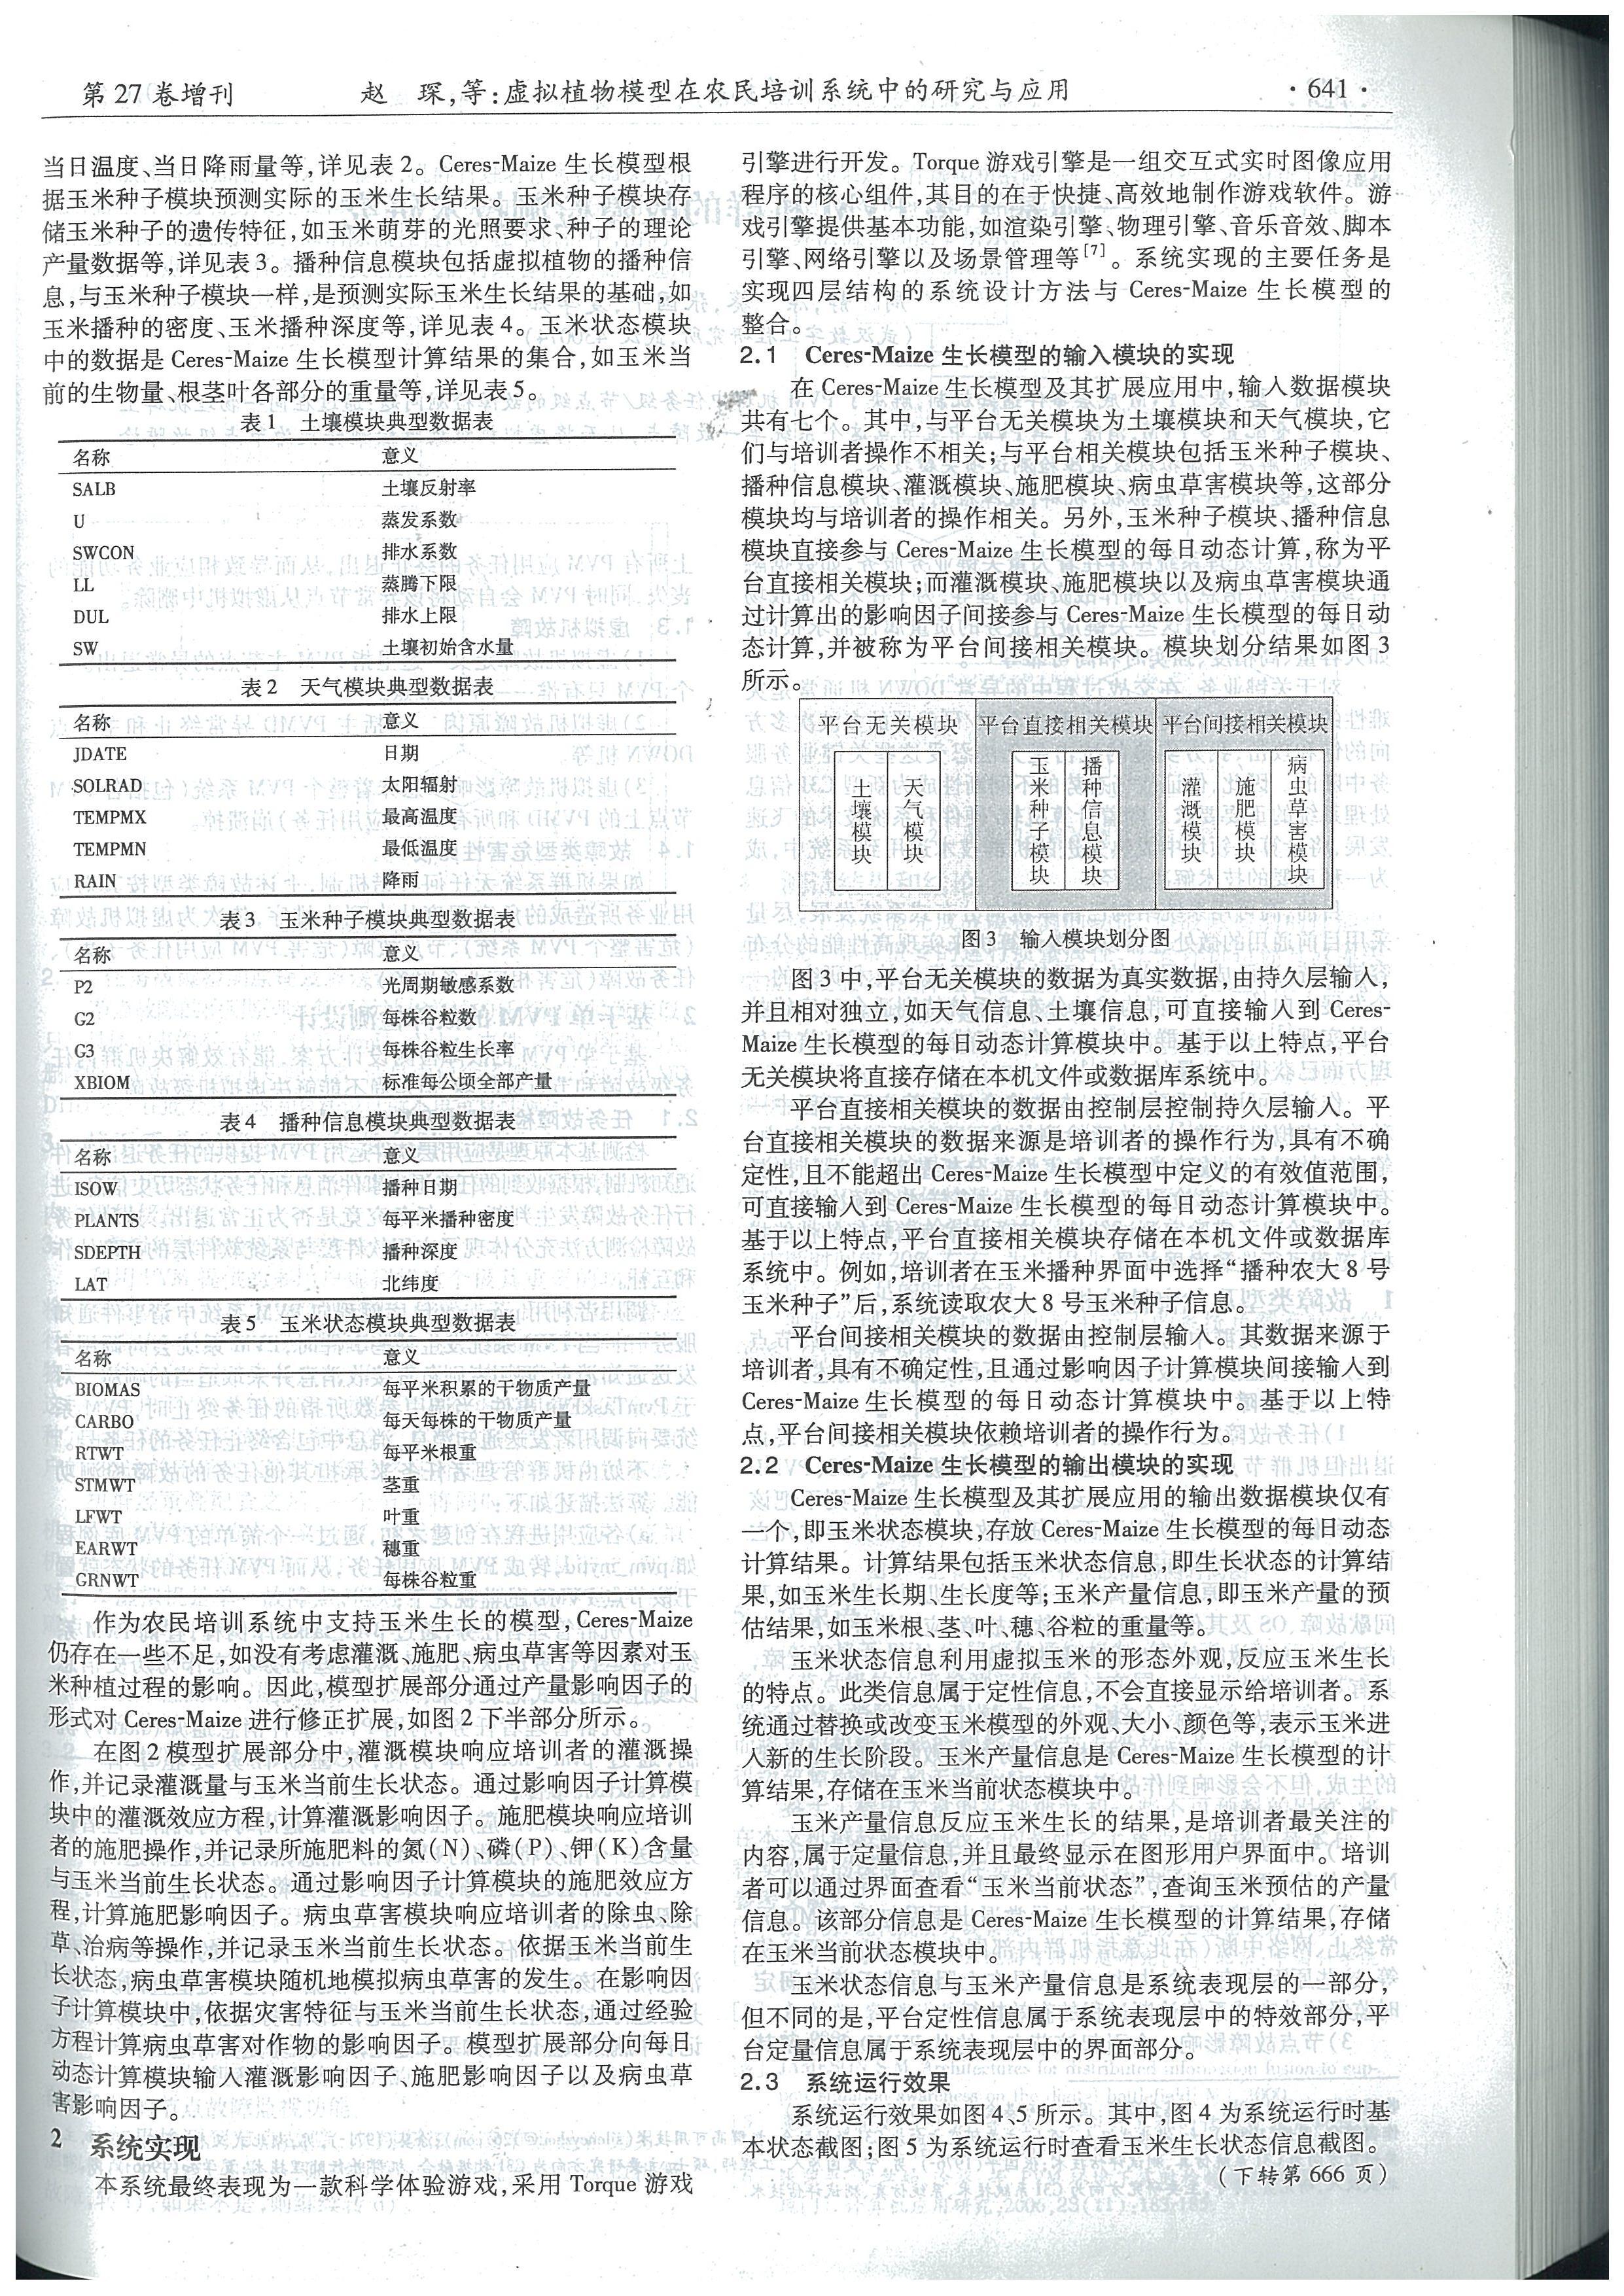 第27卷增刊 赵 琛,等:虚拟植物模型在农民培训系统中的研究与应用 ·641·
当日温度、当日降雨量等,详见表2。Ceres-Maize 生长模型根
据玉米种子模块预测实际的玉米生长结果。玉米种子模块存
储玉米种子的遗传特征,如玉米萌芽的光照要求、种子的理论
产量数据等,详见表3。播种信息模块包括虚拟植物的播种信
息,与玉米种子模块一样,是预测实际玉米生长结果的基础,如
玉米播种的密度、玉米播种深度等,详见表4。玉米状态模块
中的数据是 Ceres-Maize 生长模型计算结果的集合,如玉米当
前的生物量、根茎叶各部分的重量等,详见表5。
表1 土壤模块典型数据表
名称 意义
SALB 土壤反射率
U 蒸发系数
SWCON 排水系数
LL 蒸腾下限
DUL 排水上限
SW 土壤初始含水量
表2 天气模块典型数据表
名称 意义
JDATE 日期
SOLRAD 太阳辐射
TEMPMX 最高温度
TEMPMN 最低温度
RAIN 降雨
表3 玉米种子模块典型数据表
名称 意义
P2 光周期敏感系数
G2 每株谷粒数
G3 每株谷粒生长率
XBIOM 标准每公顷全部产量
表4 播种信息模块典型数据表
名称 意义
ISOW 播种日期
PLANTS 每平米播种密度
SDEPTH 播种深度
LAT 北纬度
表5 玉米状态模块典型数据表
名称 意义
BIOMAS 每平米积累的干物质产量
CARBO 每天每株的干物质产量
RTWT 每平米根重
STMWT 茎重
LFWT 叶重
EARWT 穗重
GRNWT 每株谷粒重
作为农民培训系统中支持玉米生长的模型,Ceres-Maize
仍存在一些不足,如没有考虑灌溉、施肥、病虫草害等因素对玉
米种植过程的影响。因此,模型扩展部分通过产量影响因子的
形式对 Ceres-Maize 进行修正扩展,如图2下半部分所示。
在图2模型扩展部分中,灌溉模块响应培训者的灌溉操
作,并记录灌溉量与玉米当前生长状态。通过影响因子计算模
块中的灌溉效应方程,计算灌溉影响因子。施肥模块响应培训
者的施肥操作,并记录所施肥料的氮(N)、磷(P)、钾(K)含量
与玉米当前生长状态。通过影响因子计算模块的施肥效应方
程,计算施肥影响因子。病虫草害模块响应培训者的除虫、除
草、治病等操作,并记录玉米当前生长状态。依据玉米当前生
长状态,病虫草害模块随机地模拟病虫草害的发生。在影响因
子计算模块中,依据灾害特征与玉米当前生长状态,通过经验
方程计算病虫草害对作物的影响因子。模型扩展部分向每日
动态计算模块输入灌溉影响因子、施肥影响因子以及病虫草
害影响因子。
2 系统实现
本系统最终表现为一款科学体验游戏,采用 Torque 游戏
引擎进行开发。Torque 游戏引擎是一组交互式实时图像应用
程序的核心组件,其目的在于快捷、高效地制作游戏软件。游
戏引擎提供基本功能,如渲染引擎、物理引擎、音乐音效、脚本
引擎、网络引擎以及场景管理等[7]。系统实现的主要任务是
实现四层结构的系统设计方法与 Ceres-Maize 生长模型的
整合。
2.1 Ceres-Maize 生长模型的输入模块的实现
在 Ceres-Maize 生长模型及其扩展应用中,输入数据模块
共有七个。其中,与平台无关模块为土壤模块和天气模块,它
们与培训者操作不相关;与平台相关模块包括玉米种子模块、
播种信息模块、灌溉模块、施肥模块、病虫草害模块等,这部分
模块均与培训者的操作相关。另外,玉米种子模块、播种信息
模块直接参与 Ceres-Maize 生长模型的每日动态计算,称为平
台直接相关模块;而灌溉模块、施肥模块以及病虫草害模块通
过计算出的影响因子间接参与 Ceres-Maize 生长模型的每日动
态计算,并被称为平台间接相关模块。模块划分结果如图3
所示。
平台无关模块 平台直接相关模块 平台间接相关模块
土壤模块 天气模块 玉米种子模块 播种信息模块 灌溉模块 施肥模块 病虫草害模块
图3 输入模块划分图
图3中,平台无关模块的数据为真实数据,由持久层输入,
并且相对独立,如天气信息、土壤信息,可直接输入到 Ceres-
Maize 生长模型的每日动态计算模块中。基于以上特点,平台
无关模块将直接存储在本机文件或数据库系统中。
平台直接相关模块的数据由控制层控制持久层输入。平
台直接相关模块的数据来源是培训者的操作行为,具有不确
定性,且不能超出 Ceres-Maize 生长模型中定义的有效值范围,
可直接输入到 Ceres-Maize 生长模型的每日动态计算模块中。
基于以上特点,平台直接相关模块存储在本机文件或数据库
系统中。例如,培训者在玉米播种界面中选择“播种农大8号
玉米种子”后,系统读取农大8号玉米种子信息。
平台间接相关模块的数据由控制层输入。其数据来源于
培训者,具有不确定性,且通过影响因子计算模块间接输入到
Ceres-Maize 生长模型的每日动态计算模块中。基于以上特
点,平台间接相关模块依赖培训者的操作行为。
2.2 Ceres-Maize 生长模型的输出模块的实现
Ceres-Maize 生长模型及其扩展应用的输出数据模块仅有
一个,即玉米状态模块,存放 Ceres-Maize 生长模型的每日动态
计算结果。计算结果包括玉米状态信息,即生长状态的计算结
果,如玉米生长期、生长度等;玉米产量信息,即玉米产量的预
估结果,如玉米根、茎、叶、穗、谷粒的重量等。
玉米状态信息利用虚拟玉米的形态外观,反应玉米生长
的特点。此类信息属于定性信息,不会直接显示给培训者。系
统通过替换或改变玉米模型的外观、大小、颜色等,表示玉米进
入新的生长阶段。玉米产量信息是 Ceres-Maize 生长模型的计
算结果,存储在玉米当前状态模块中。
玉米产量信息反应玉米生长的结果,是培训者最关注的
内容,属于定量信息,并且最终显示在图形用户界面中。培训
者可以通过界面查看“玉米当前状态”,查询玉米预估的产量
信息。该部分信息是 Ceres-Maize 生长模型的计算结果,存储
在玉米当前状态模块中。
玉米状态信息与玉米产量信息是系统表现层的一部分,
但不同的是,平台定性信息属于系统表现层中的特效部分,平
台定量信息属于系统表现层中的界面部分。
2.3 系统运行效果
系统运行效果如图4、5所示。其中,图4为系统运行时基
本状态截图;图5为系统运行时查看玉米生长状态信息截图。
(下转第666页)